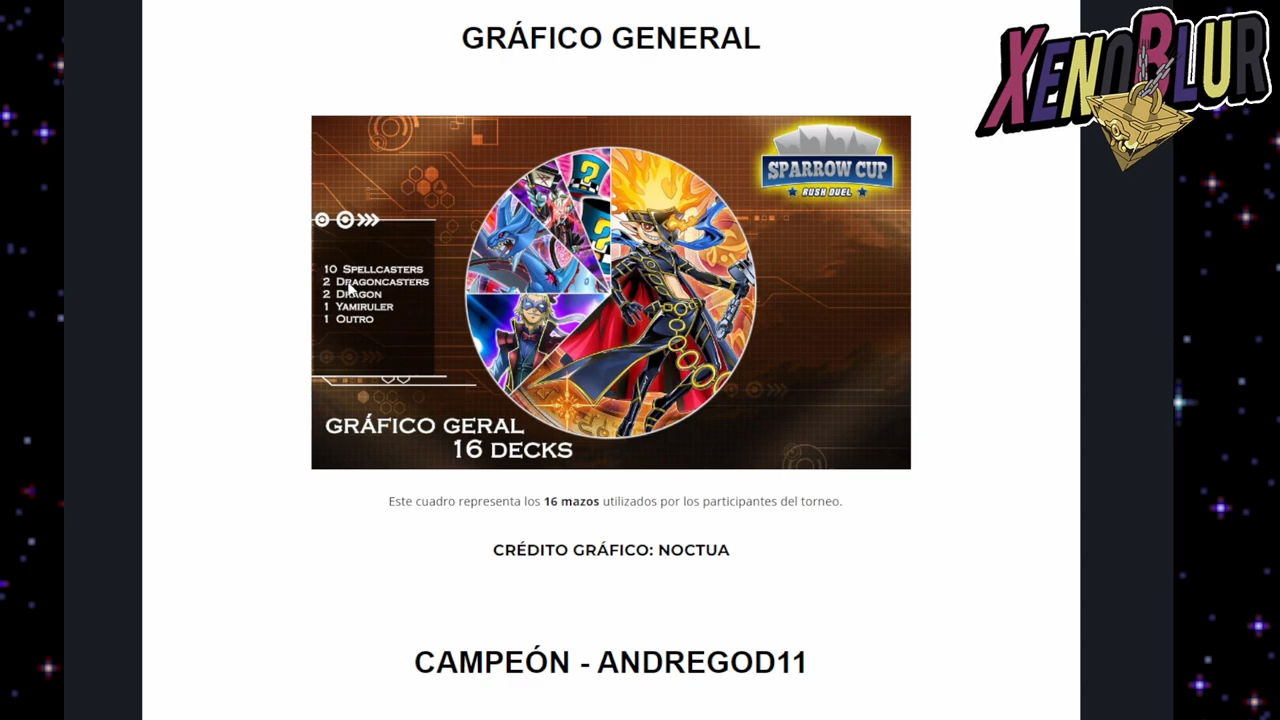 GRÁFICO GENERAL
XENOBLUR
SPARROW CUP
RUSH DUEL
10 SPELLCASTERS
2 DRAGONCASTERS
2 DRAGON
1 YAMIRULER
1 OUTRO
?
?
GRÁFICO GERAL
16 DECKS
Este cuadro representa los 16 mazos utilizados por los participantes del torneo.
CRÉDITO GRÁFICO: NOCTUA
CAMPEÓN - ANDREGOD11